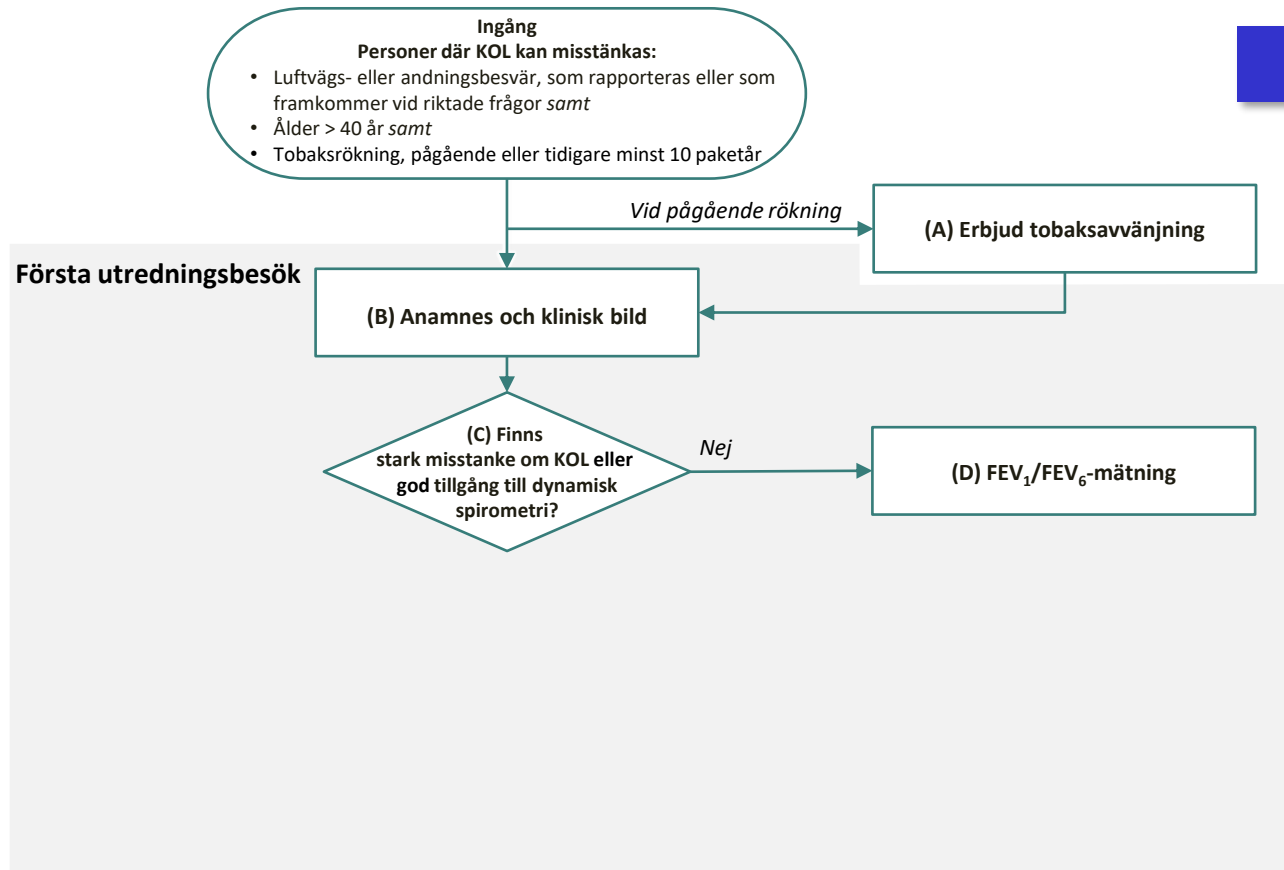 Ingång
Personer där KOL kan misstänkas:
• Luftvägs- eller andningsbesvär, som rapporteras eller som
framkommer vid riktade frågor samt
• Ålder > 40 år samt
• Tobaksrökning, pågående eller tidigare minst 10 paketår
Vid pågående rökning
(A) Erbjud tobaksavvänjning
Första utredningsbesök
(B) Anamnes och klinisk bild
(C) Finns
stark misstanke om KOL eller
god tillgång till dynamisk
spirometri?
Nej
(D) FEV₁/FEV₆-mätning